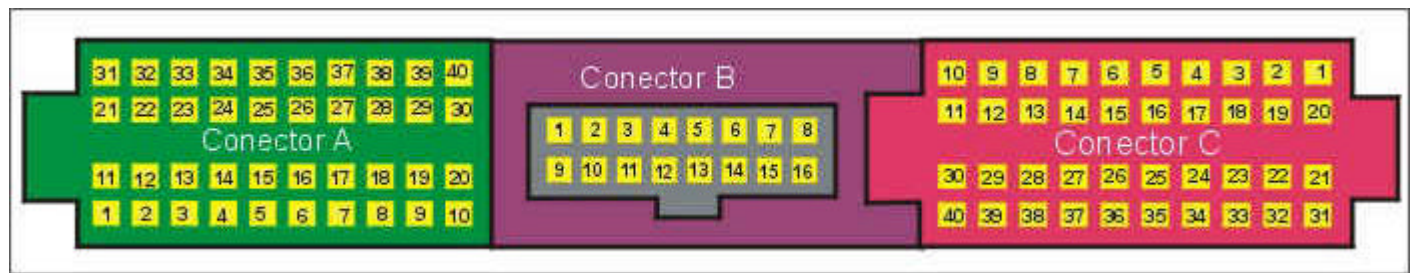 Conector A
31 32 33 34 35 36 37 38 39 40
21 22 23 24 25 26 27 28 29 30
11 12 13 14 15 16 17 18 19 20
1 2 3 4 5 6 7 8 9 10
Conector B
1 2 3 4 5 6 7 8
9 10 11 12 13 14 15 16
Conector C
10 9 8 7 6 5 4 3 2 1
11 12 13 14 15 16 17 18 19 20
30 29 28 27 26 25 24 23 22 21
40 39 38 37 36 35 34 33 32 31